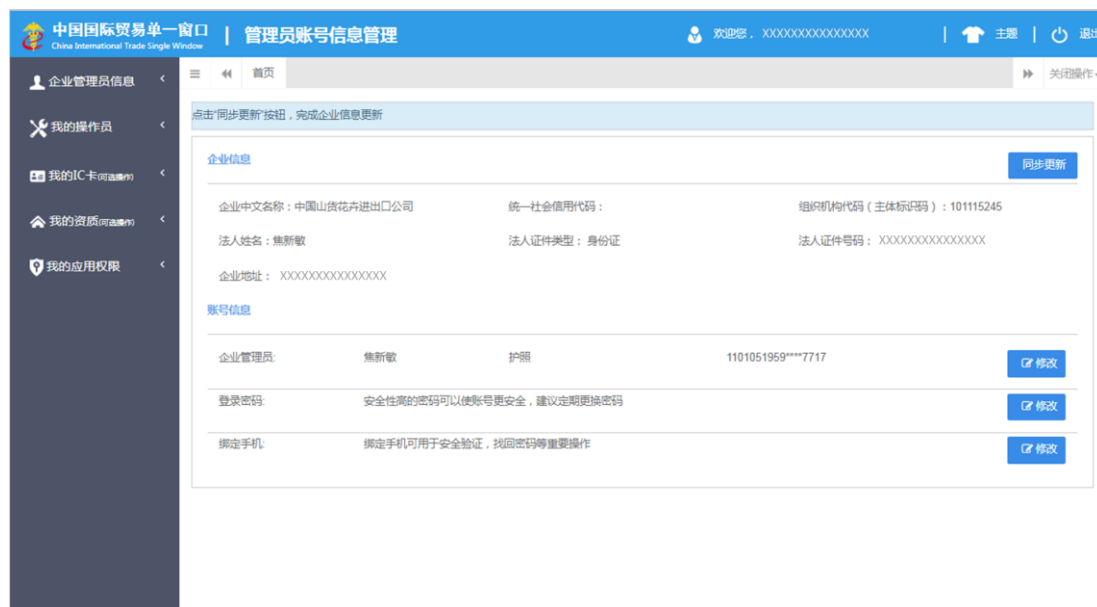 中国国际贸易单一窗口 | 管理员账号信息管理 欢迎您， XXXXXXXXXXXXXXX | 主题 | 退出
China International Trade Single Window
企业管理员信息
首页 关闭操作
我的操作员
我的IC卡(可选操作)
我的资质(可选操作)
我的应用权限
点击“同步更新”按钮，完成企业信息更新
企业信息 同步更新
企业中文名称：中国山货花卉进出口公司 统一社会信用代码： 组织机构代码（主体标识码）：101115245
法人姓名：焦新敏 法人证件类型： 身份证 法人证件号码： XXXXXXXXXXXXXXX
企业地址： XXXXXXXXXXXXXXX
账号信息
企业管理员: 焦新敏 护照 1101051959****7717 修改
登录密码: 安全性高的密码可以使账号更安全，建议定期更换密码 修改
绑定手机: 绑定手机可用于安全验证，找回密码等重要操作 修改